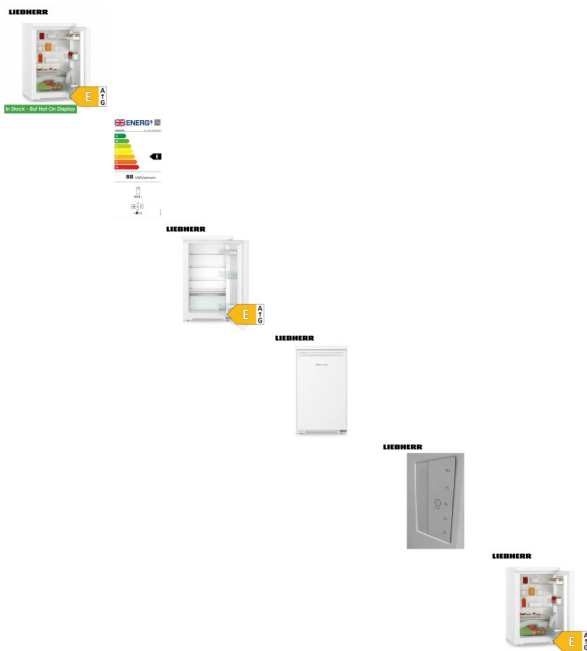 LIEBHERR
E
A
↑
G
In Stock - But Not On Display
ENERG
E
88
LIEBHERR
E
A
↑
G
LIEBHERR
LIEBHERR
LIEBHERR
E
A
↑
G